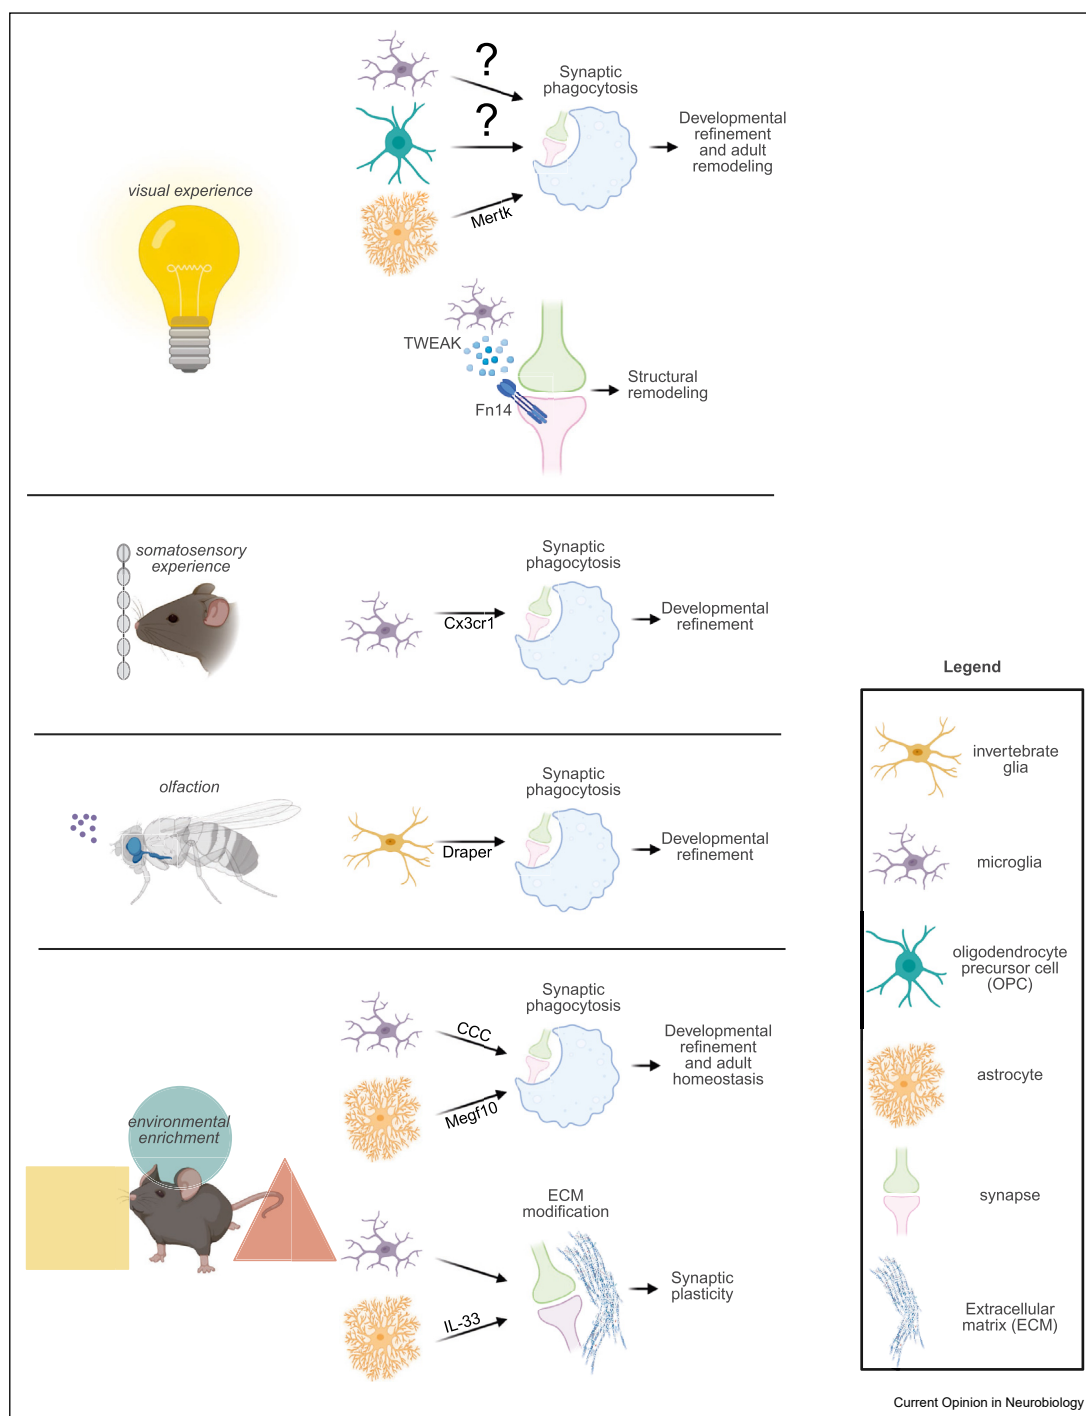 visual experience
?
?
Mertk
Synaptic
phagocytosis
Developmental
refinement
and adult
remodeling
TWEAK
Fn14
Structural
remodeling
somatosensory
experience
Cx3cr1
Synaptic
phagocytosis
Developmental
refinement
olfaction
Draper
Synaptic
phagocytosis
Developmental
refinement
environmental
enrichment
CCC
Megf10
Synaptic
phagocytosis
Developmental
refinement
and adult
homeostasis
IL-33
ECM
modification
Synaptic
plasticity
Legend
invertebrate
glia
microglia
oligodendrocyte
precursor cell
(OPC)
astrocyte
synapse
Extracellular
matrix (ECM)
Current Opinion in Neurobiology